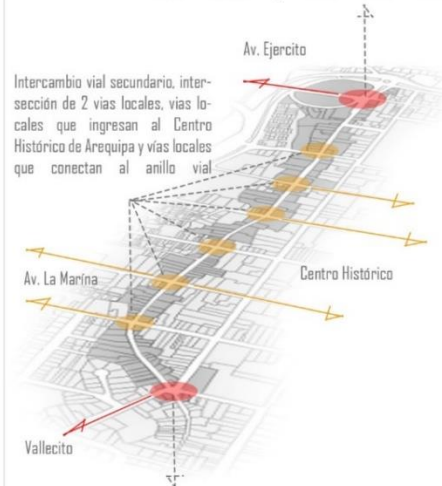 Av. Ejercito
Intercambio vial secundario, inter-
sección de 2 vias locales, vias lo-
cales que ingresan al Centro
Histórico de Arequipa y vías locales
que conectan al anillo vial
Av. La Marina
Centro Histórico
Vallecito